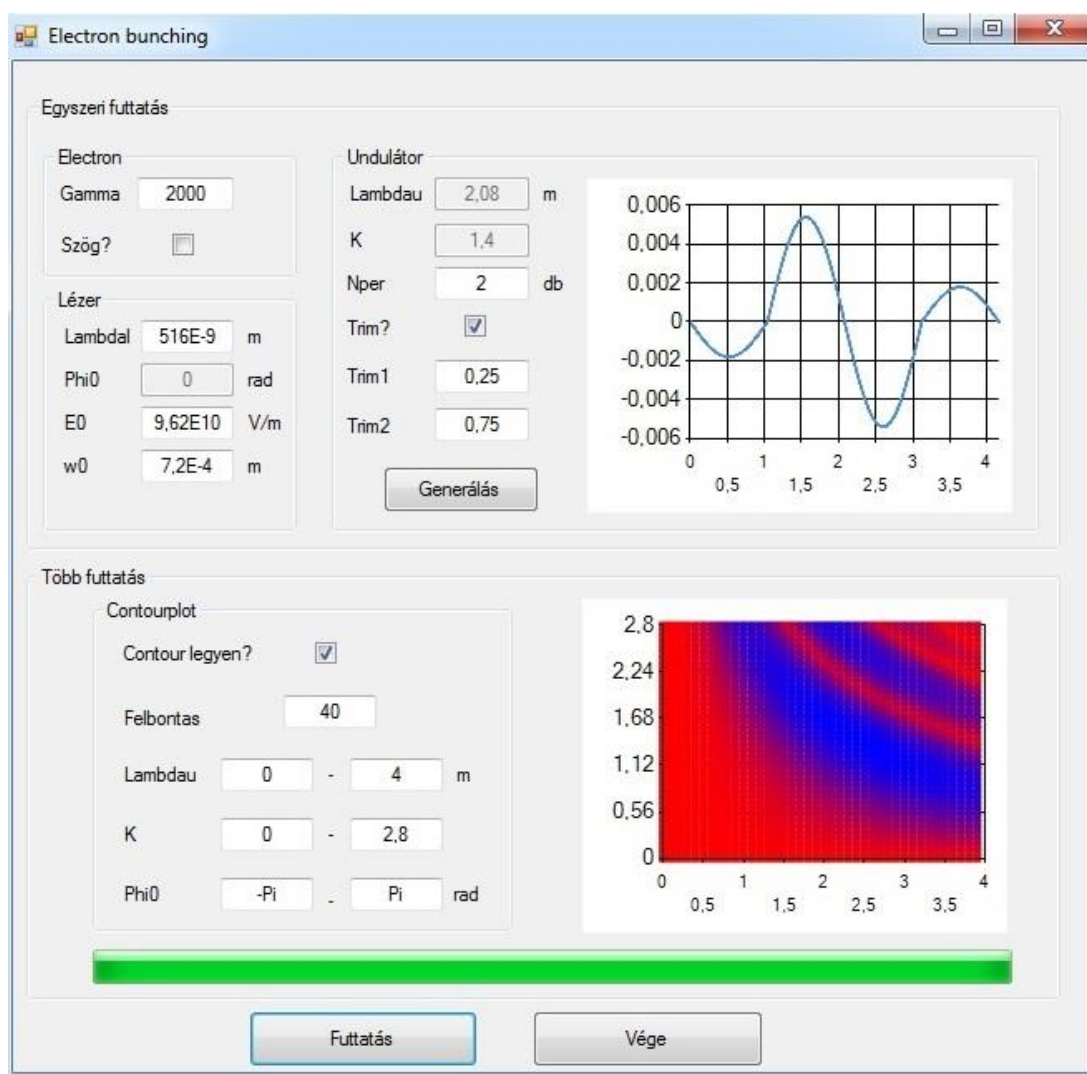 Electron bunching
Egyszeri futtatás
Electron
Gamma 2000
Szög?
Lézer
Lambdal 516E-9 m
Phi0 0 rad
E0 9,62E10 V/m
w0 7,2E-4 m
Undulátor
Lambdau 2,08 m
K 1,4
Nper 2 db
Trim?
Trim1 0,25
Trim2 0,75
Generálás
0,006
0,004
0,002
0
-0,002
-0,004
-0,006
0 1 2 3 4
0,5 1,5 2,5 3,5
Több futtatás
Contourplot
Contour legyen?
Felbontas 40
Lambdau 0 - 4 m
K 0 - 2,8
Phi0 -Pi - Pi rad
2,8
2,24
1,68
1,12
0,56
0
0 1 2 3 4
0,5 1,5 2,5 3,5
Futtatás
Vége